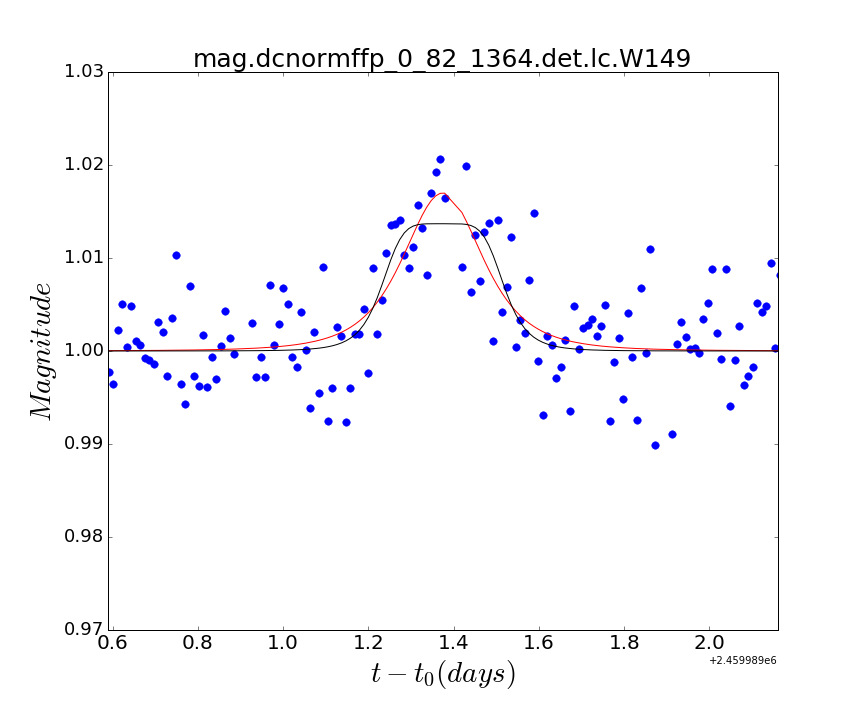 mag.dcnormffp_0_82_1364.det.lc.W149
1.03
1.02
1.01
1.00
0.99
0.98
0.97
Magnitude
0.6 0.8 1.0 1.2 1.4 1.6 1.8 2.0
+2.459989e6
t − t₀(days)